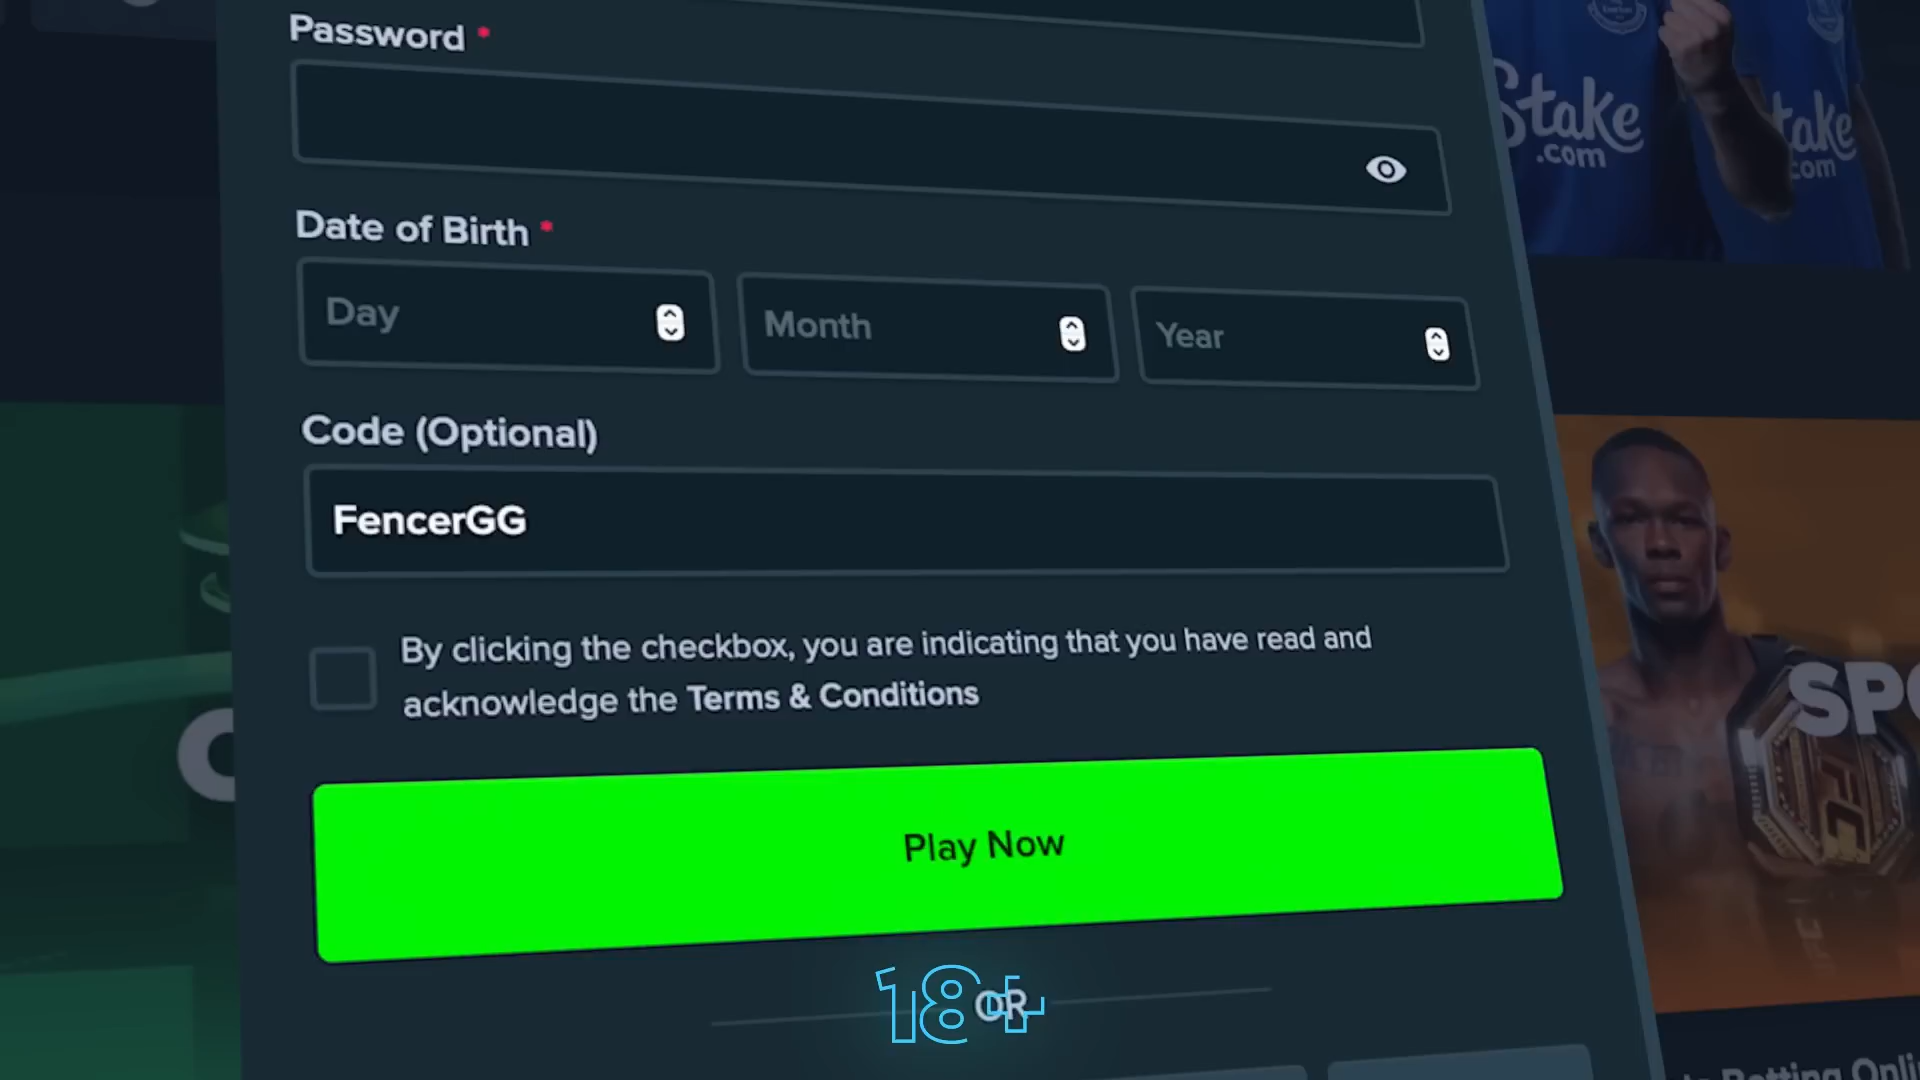 Password *
Stake
.com
take
.com
Date of Birth *
Day
Month
Year
Code (Optional)
FencerGG
By clicking the checkbox, you are indicating that you have read and
acknowledge the Terms & Conditions
Play Now
18+
OR
Betting